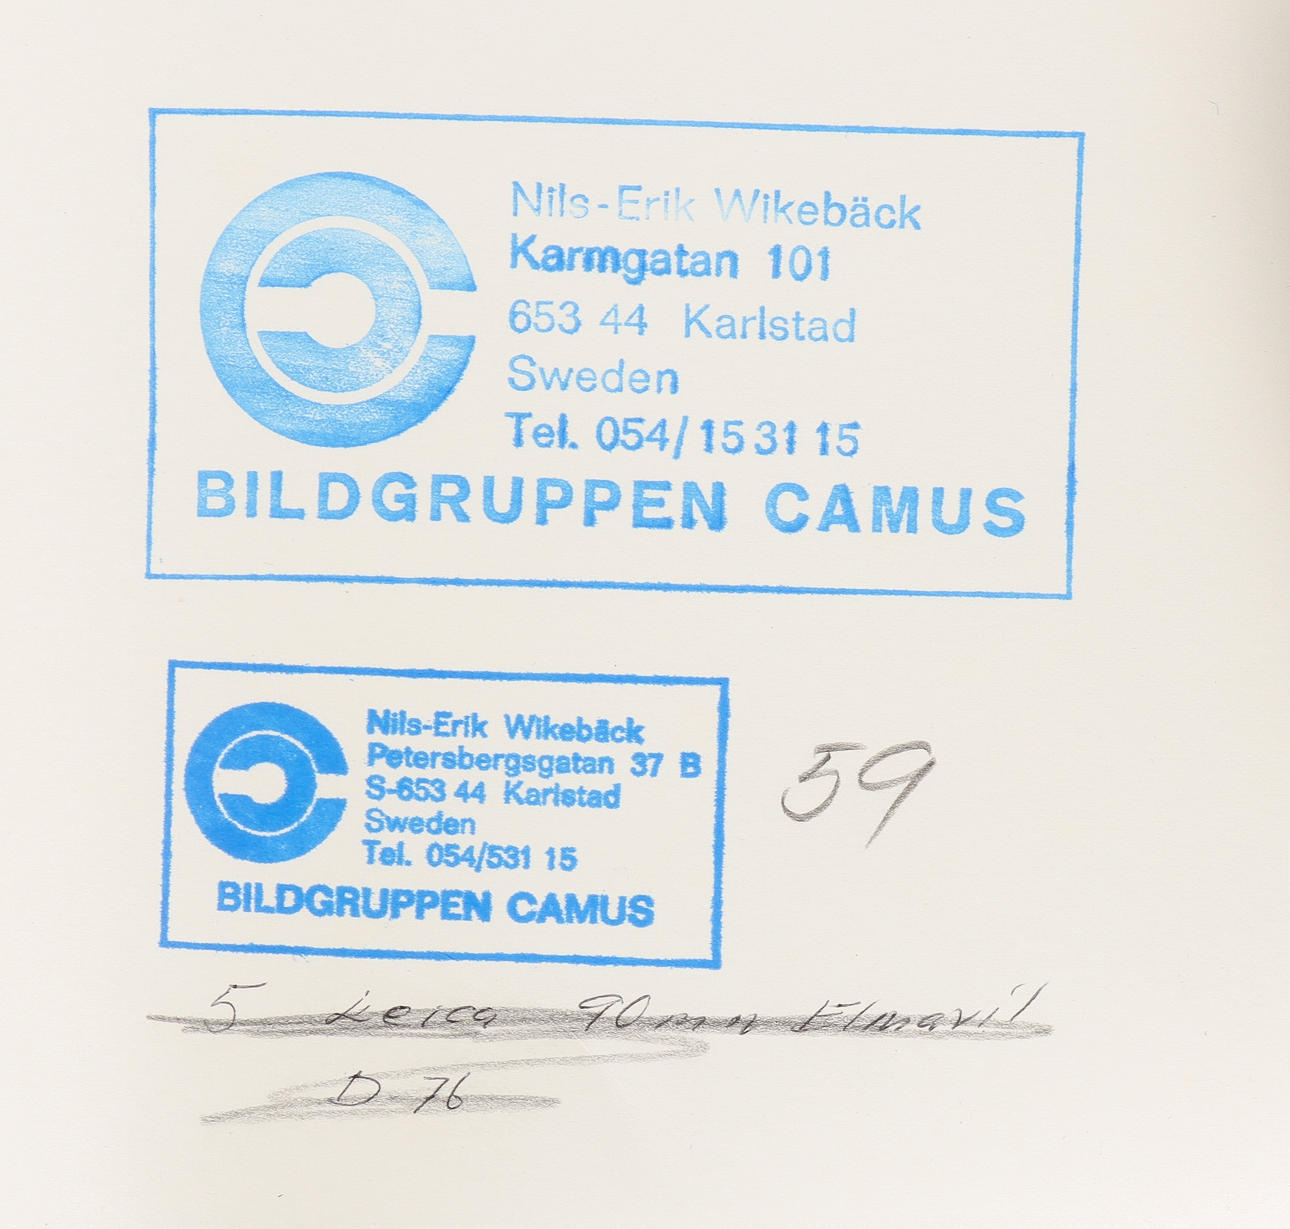 Nils-Erik Wikebäck
Karmgatan 101
653 44 Karlstad
Sweden
Tel. 054/15 31 15
BILDGRUPPEN CAMUS
Nils-Erik Wikebäck
Petersbergsgatan 37 B
S-653 44 Karlstad
Sweden
Tel. 054/531 15
BILDGRUPPEN CAMUS
59
5 Leica 90mm Elmarit
D-76